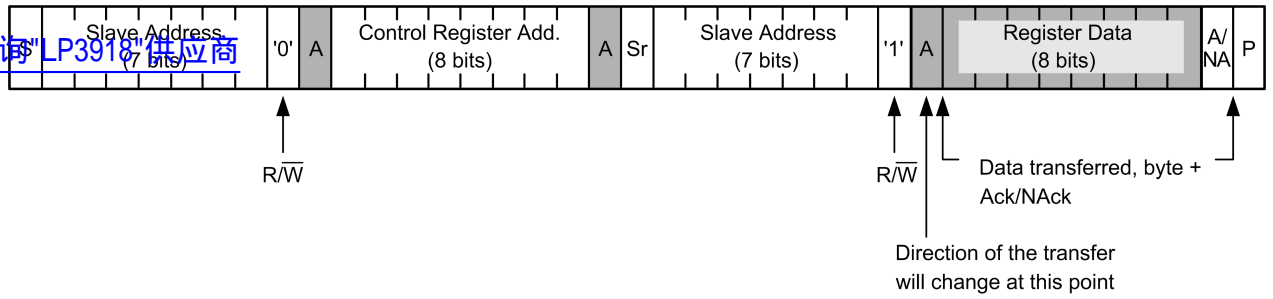 S
Slave Address
(7 bits)
'0'
A
Control Register Add.
(8 bits)
A
Sr
Slave Address
(7 bits)
'1'
A
Register Data
(8 bits)
A/
NA
P
询"LP3918"供应商
R/W̅
R/W̅
Data transferred, byte +
Ack/NAck
Direction of the transfer
will change at this point